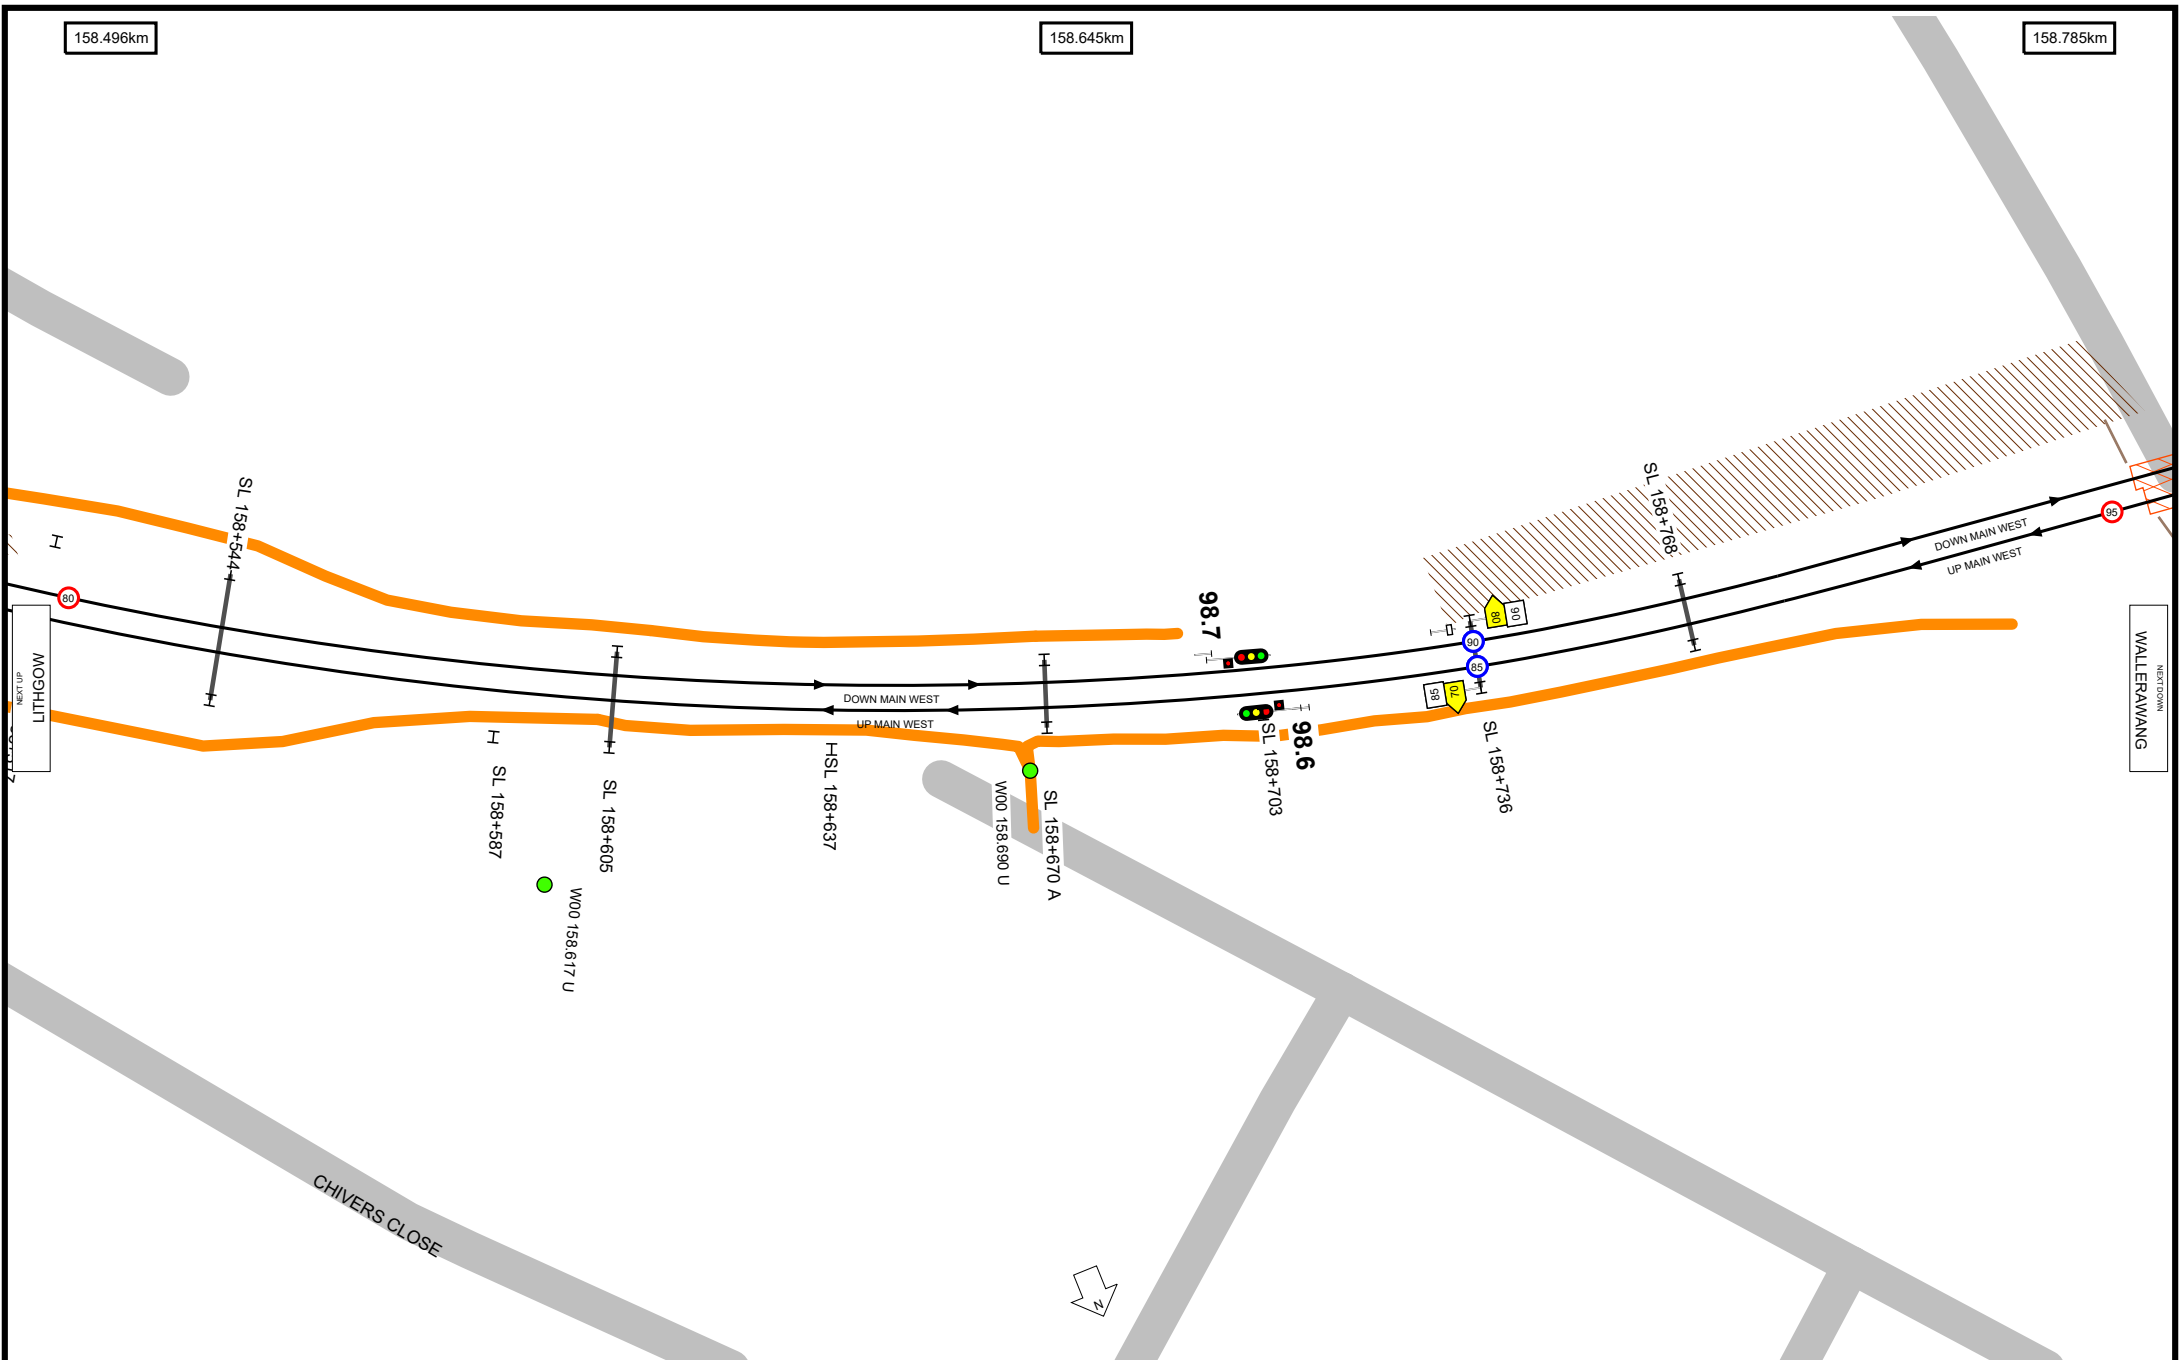 158.496km
158.645km
158.785km
SL 158+544
SL 158+768
80
98.7
90
80
90
85
85
70
95
DOWN MAIN WEST
UP MAIN WEST
DOWN MAIN WEST
UP MAIN WEST
NEXT UP
LITHGOW
NEXT DOWN
WALLERAWANG
98.6
SL 158+587
SL 158+605
SL 158+637
W00 158.690 U
SL 158+670 A
SL 158+703
SL 158+736
W00 158.617 U
CHIVERS CLOSE
N